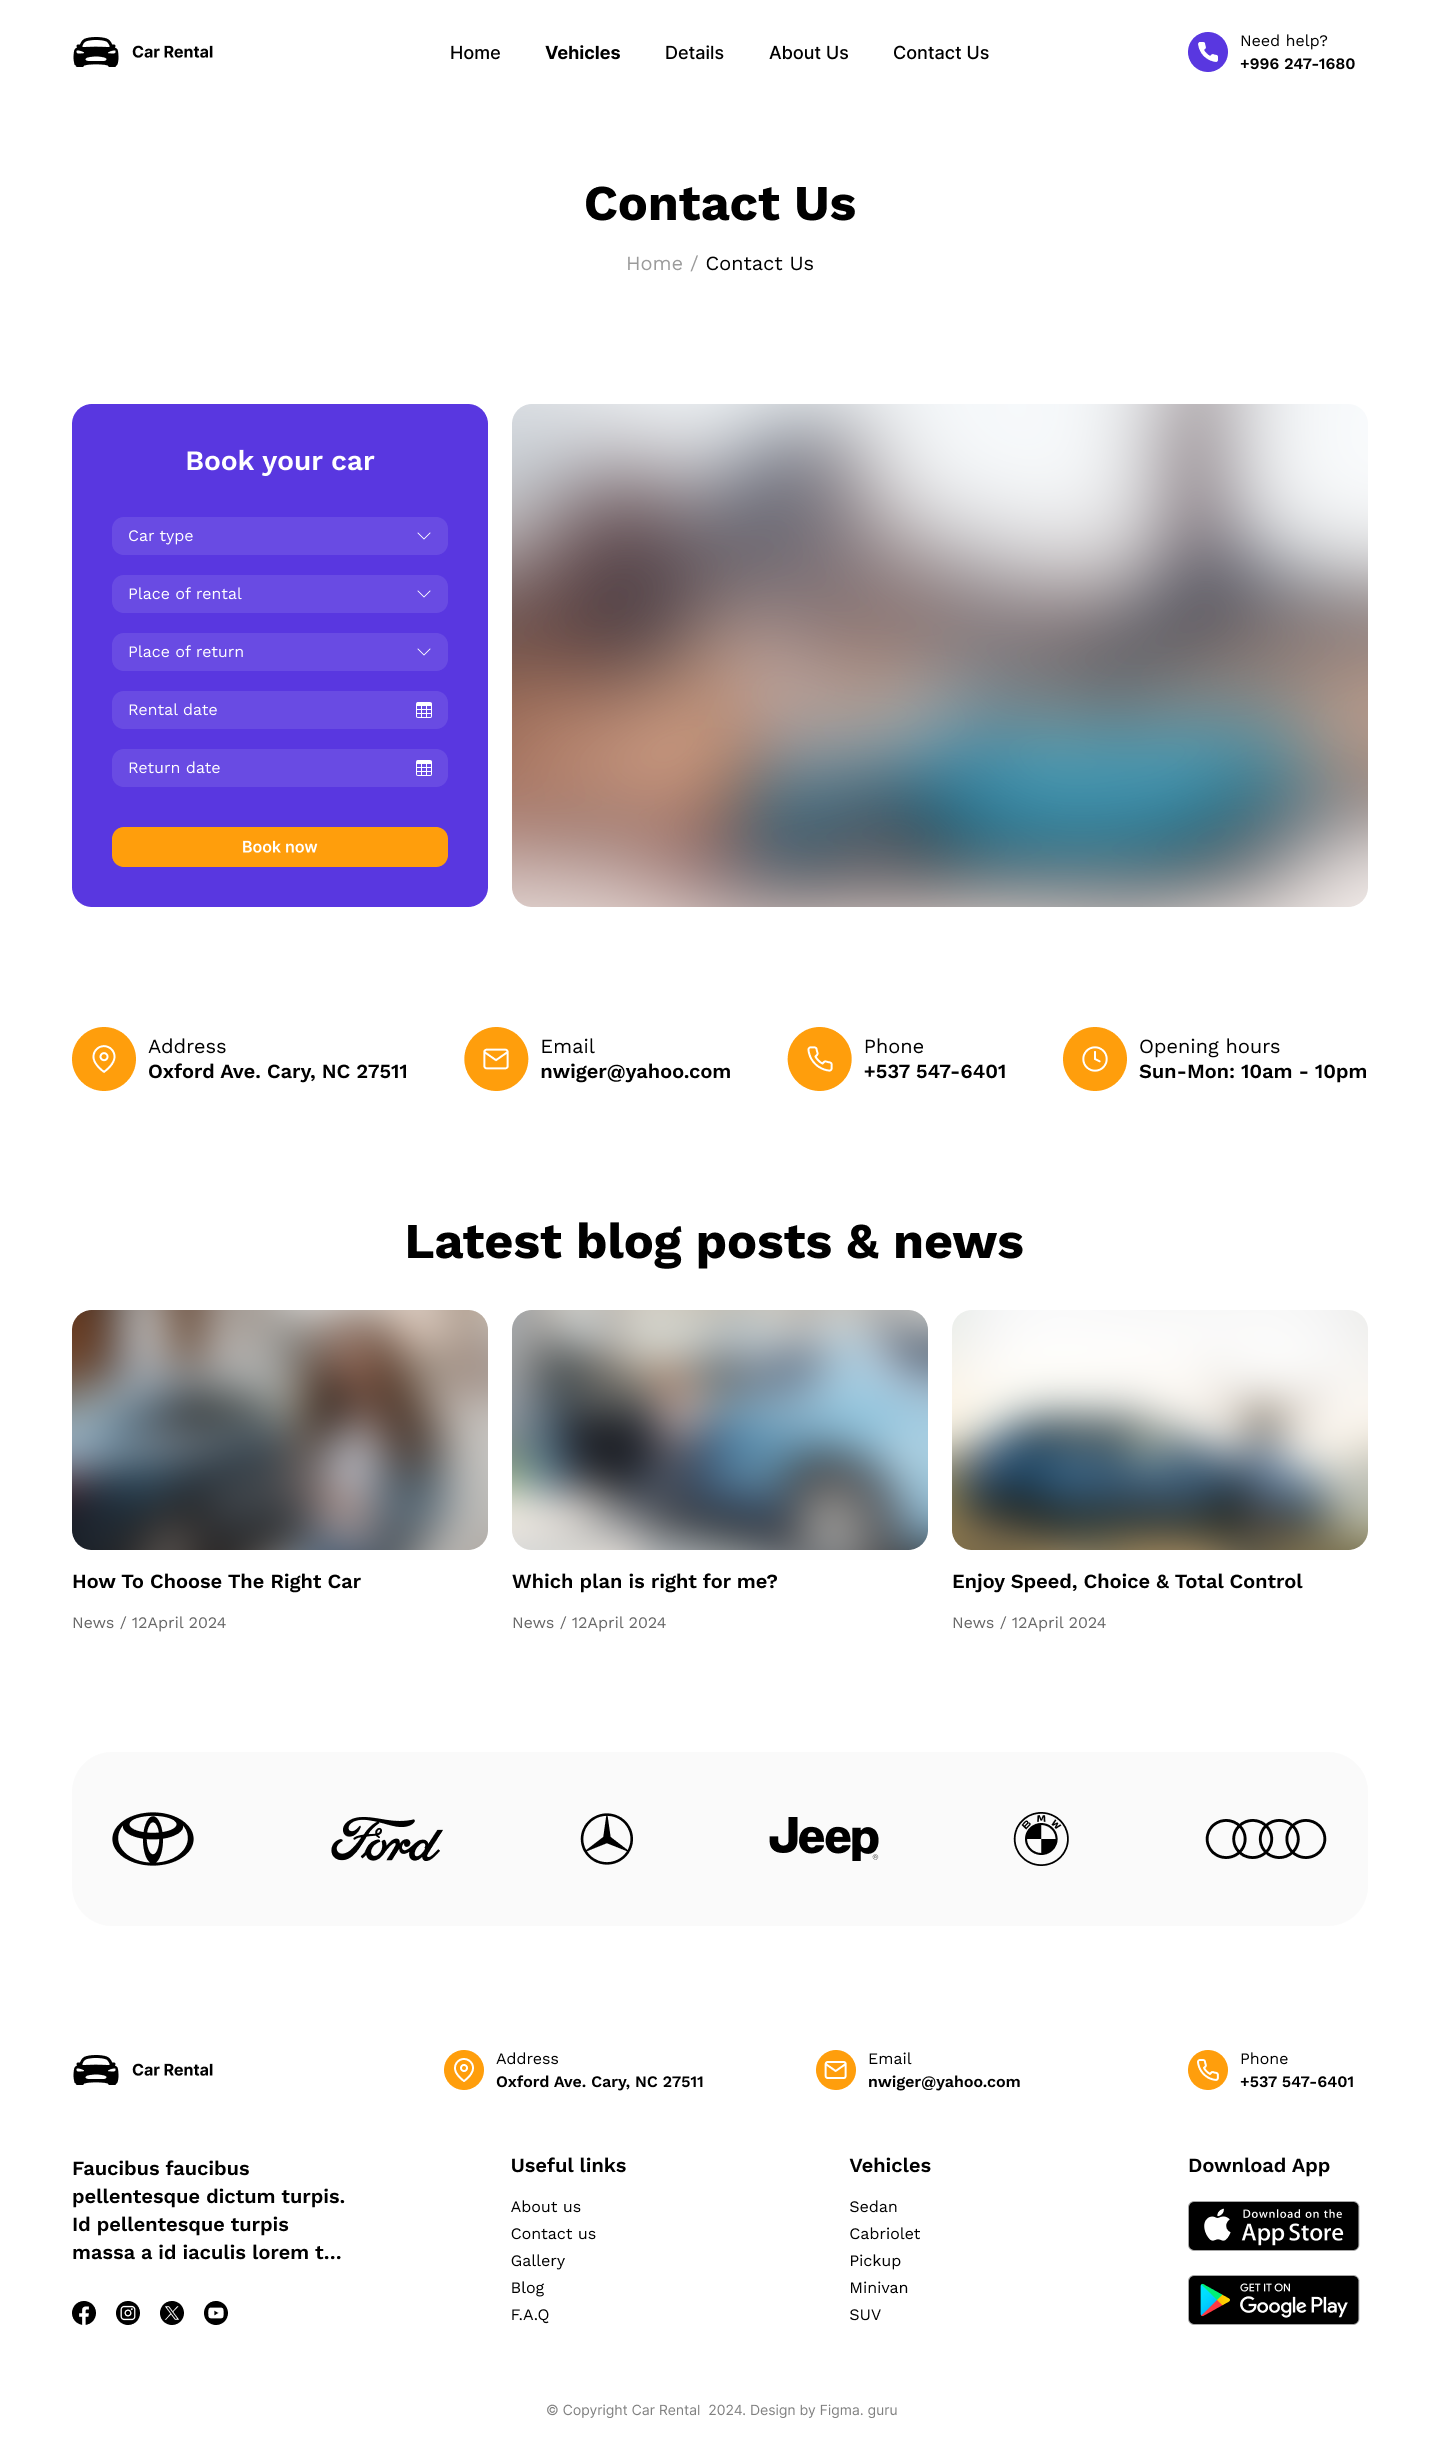 Car Rental
Home
Vehicles
Details
About Us
Contact Us
Need help?
+996 247-1680
Contact Us
Home / Contact Us
Book your car
Car type
Place of rental
Place of return
Rental date
Return date
Book now
Address
Oxford Ave. Cary, NC 27511
Email
nwiger@yahoo.com
Phone
+537 547-6401
Opening hours
Sun-Mon: 10am - 10pm
Latest blog posts & news
How To Choose The Right Car
News / 12April 2024
Which plan is right for me?
News / 12April 2024
Enjoy Speed, Choice & Total Control
News / 12April 2024
Ford
Jeep
BMW
Car Rental
Address
Oxford Ave. Cary, NC 27511
Email
nwiger@yahoo.com
Phone
+537 547-6401
Faucibus faucibus
pellentesque dictum turpis.
Id pellentesque turpis
massa a id iaculis lorem t...
Useful links
About us
Contact us
Gallery
Blog
F.A.Q
Vehicles
Sedan
Cabriolet
Pickup
Minivan
SUV
Download App
Download on the
App Store
GET IT ON
Google Play
© Copyright Car Rental 2024. Design by Figma. guru